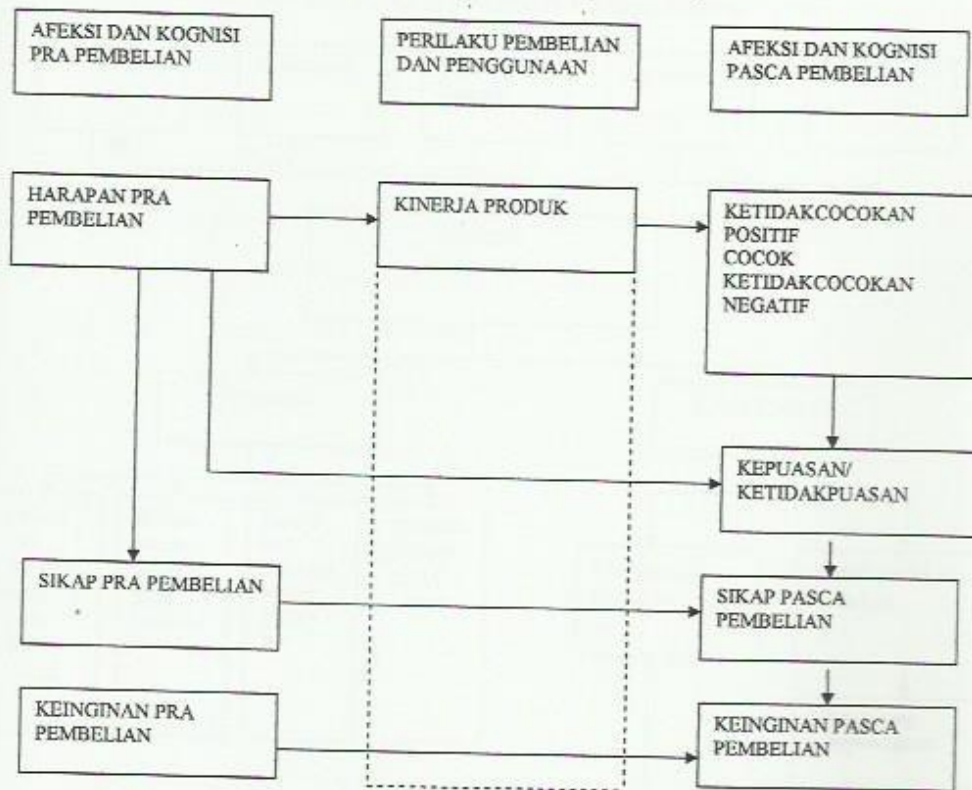 AFEKSI DAN KOGNISI
PRA PEMBELIAN
PERILAKU PEMBELIAN
DAN PENGGUNAAN
AFEKSI DAN KOGNISI
PASCA PEMBELIAN
HARAPAN PRA
PEMBELIAN
KINERJA PRODUK
KETIDAKCOCOKAN
POSITIF
COCOK
KETIDAKCOCOKAN
NEGATIF
KEPUASAN/
KETIDAKPUASAN
SIKAP PRA PEMBELIAN
SIKAP PASCA
PEMBELIAN
KEINGINAN PRA
PEMBELIAN
KEINGINAN PASCA
PEMBELIAN